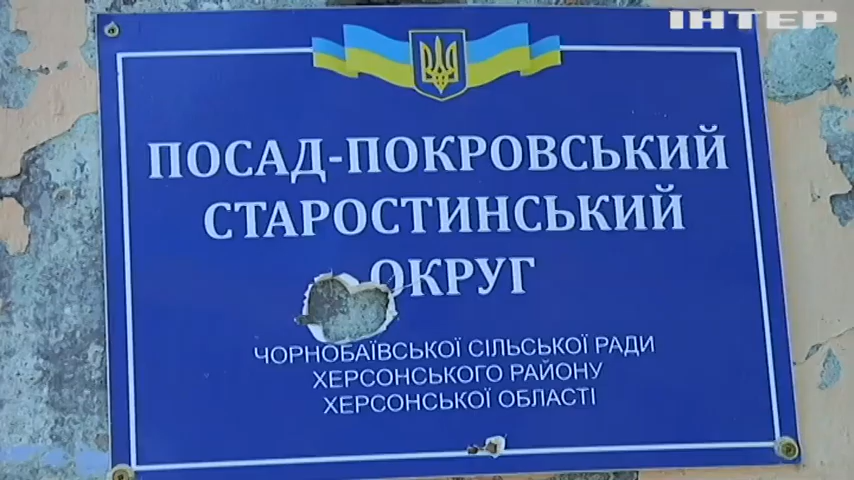 ІНТЕР
ПОСАД-ПОКРОВСЬКИЙ
СТАРОСТИНСЬКИЙ
ОКРУГ
ЧОРНОБАЇВСЬКОЇ СІЛЬСЬКОЇ РАДИ
ХЕРСОНСЬКОГО РАЙОНУ
ХЕРСОНСЬКОЇ ОБЛАСТІ